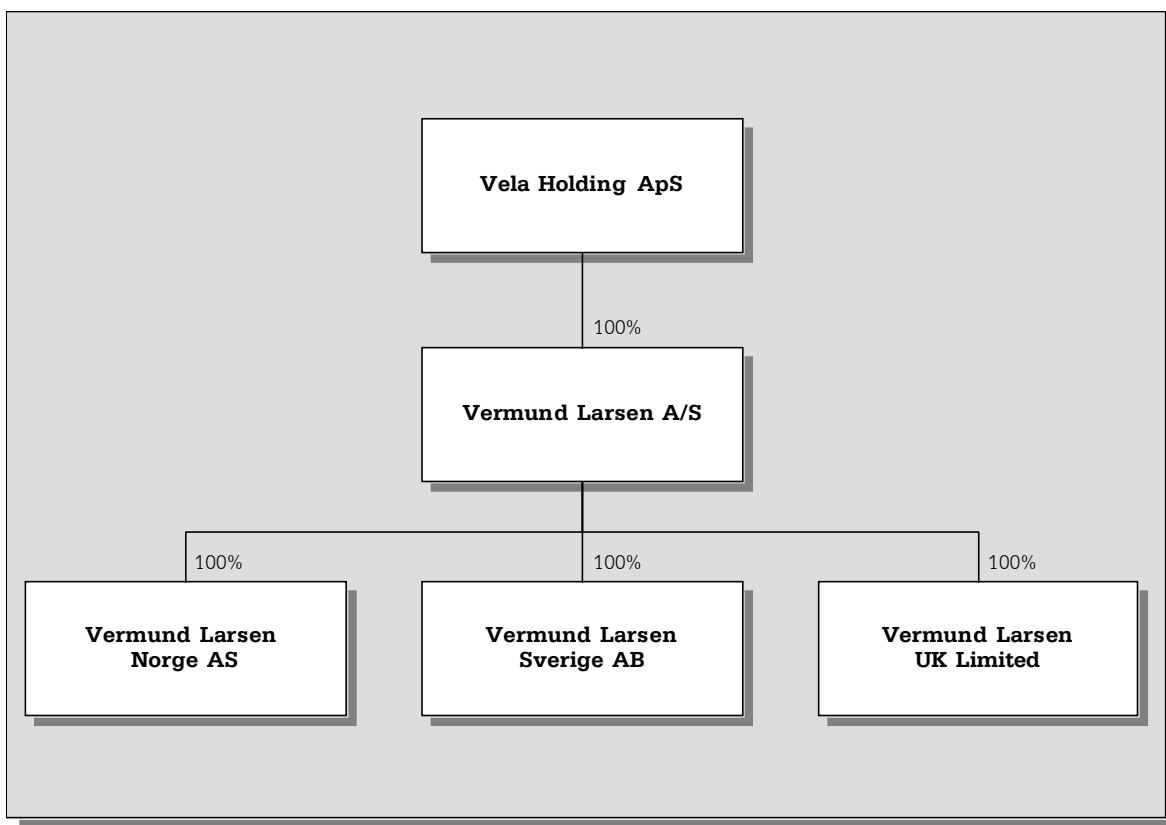 Vela Holding ApS
100%
Vermund Larsen A/S
100%
100%
100%
Vermund Larsen
Norge AS
Vermund Larsen
Sverige AB
Vermund Larsen
UK Limited